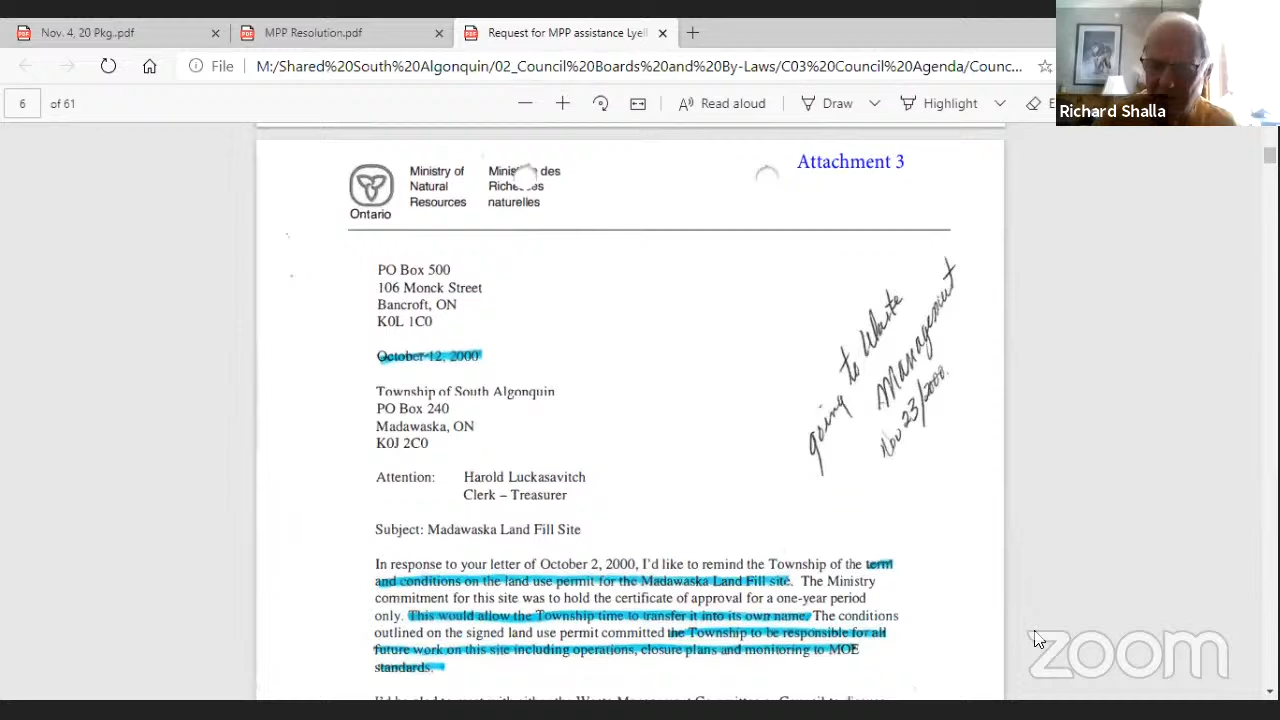 Nov. 4, 20 Pkg..pdf
MPP Resolution.pdf
Request for MPP assistance Lyell
File
M:/Shared%20South%20Algonquin/02_Council%20Boards%20and%20By-Laws/C03%20Council%20Agenda/Counc...
6 of 61
Read aloud
Draw
Highlight
Richard Shalla
Attachment 3
Ministry of
Natural
Resources
Ministère des
Richesses
naturelles
Ontario
PO Box 500
106 Monck Street
Bancroft, ON
K0L 1C0
October 12, 2000
going to Waste
Management
Nov 23/2000.
Township of South Algonquin
PO Box 240
Madawaska, ON
K0J 2C0
Attention: Harold Luckasavitch
Clerk – Treasurer
Subject: Madawaska Land Fill Site
In response to your letter of October 2, 2000, I'd like to remind the Township of the term
and conditions on the land use permit for the Madawaska Land Fill site. The Ministry
commitment for this site was to hold the certificate of approval for a one-year period
only. This would allow the Township time to transfer it into its own name. The conditions
outlined on the signed land use permit committed the Township to be responsible for all
future work on this site including operations, closure plans and monitoring to MOE
standards.
zoom